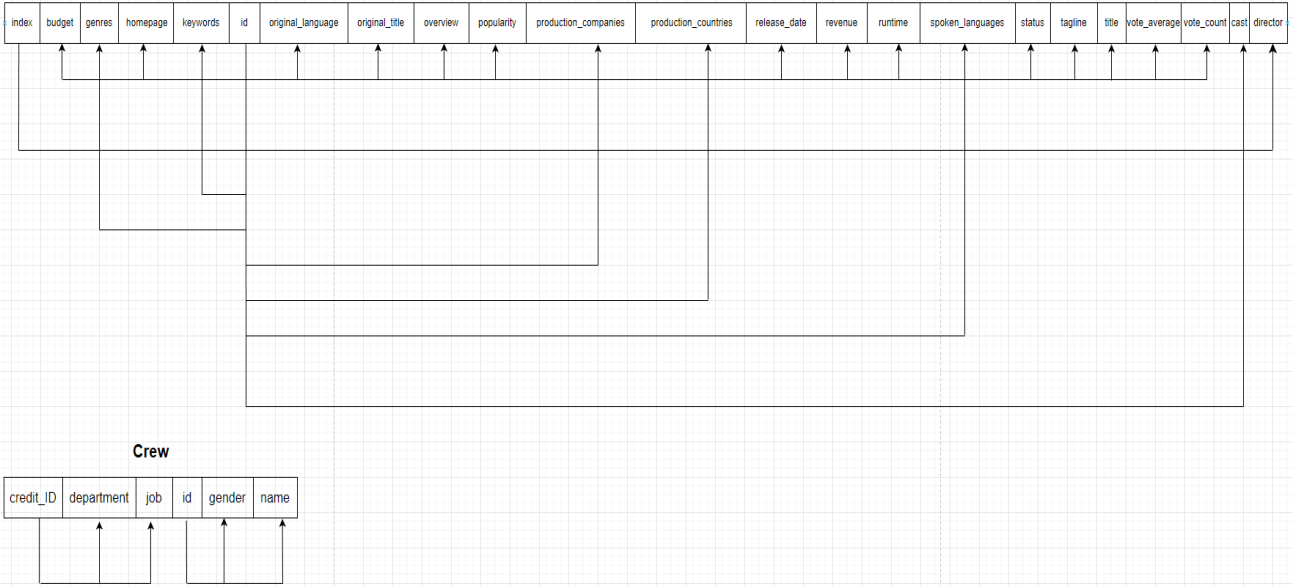 index budget genres homepage keywords id original_language original_title overview popularity production_companies production_countries release_date revenue runtime spoken_languages status tagline title vote_average vote_count cast director
Crew
credit_ID department job id gender name